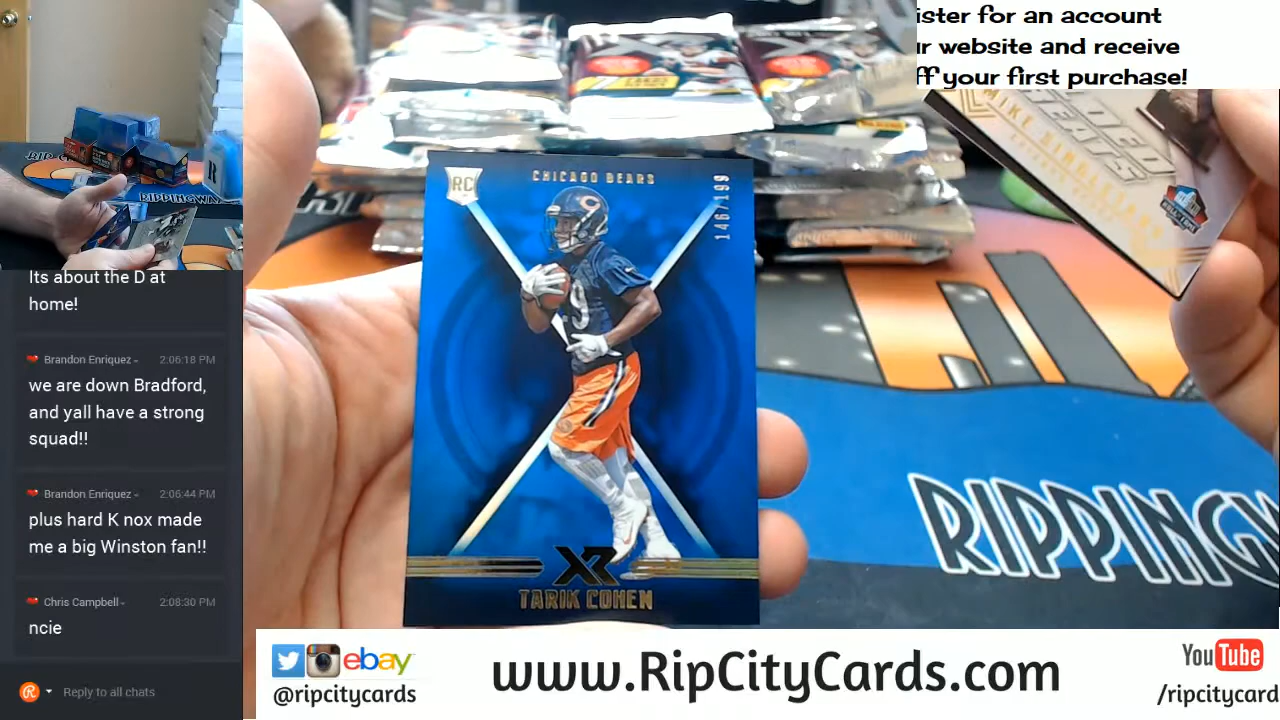 ister for an account
r website and receive
ff your first purchase!
Its about the D at
home!
Brandon Enriquez
2:06:18 PM
we are down Bradford,
and yall have a strong
squad!!
Brandon Enriquez
2:06:44 PM
plus hard K nox made
me a big Winston fan!!
Chris Campbell
2:08:30 PM
ncie
Reply to all chats
RC
CHICAGO BEARS
146/199
XR
TARIK COHEN
MIKE SINGLETARY
RIPPINGW
RIPPINGWA
ebay
@ripcitycards
www.RipCityCards.com
YouTube
/ripcitycard